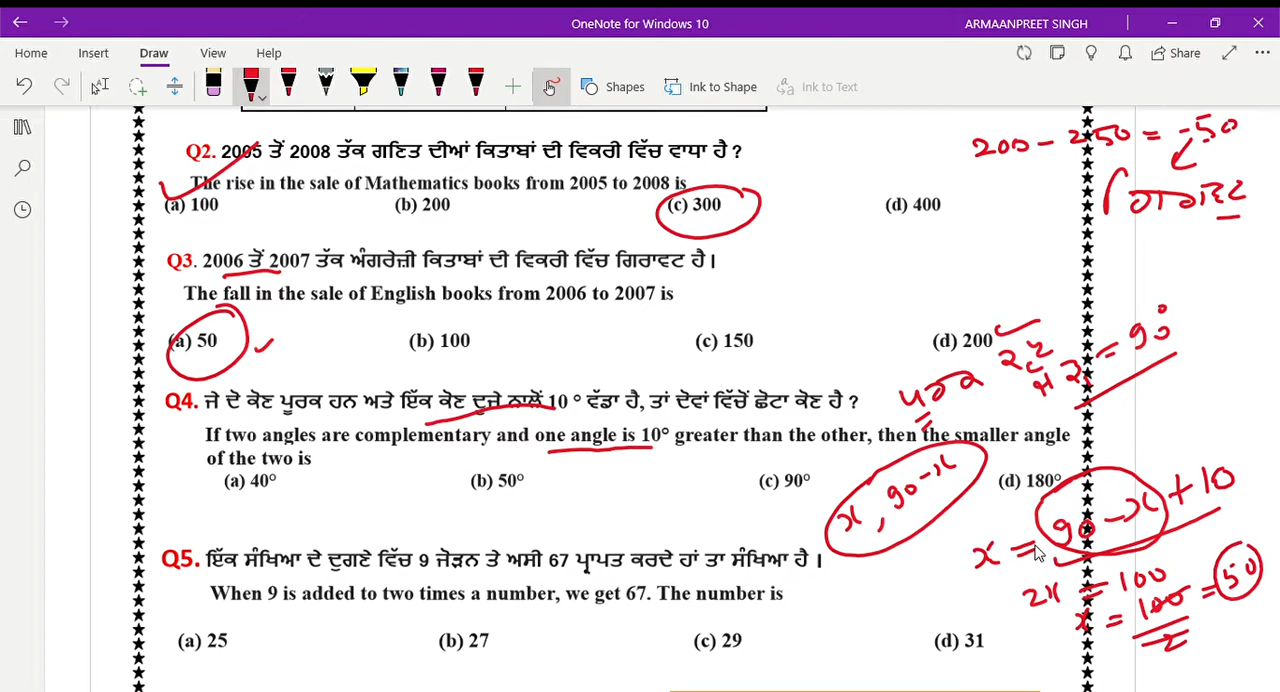 OneNote for Windows 10
ARMAANPREET SINGH
Home Insert Draw View Help
Share
Shapes Ink to Shape Ink to Text
Q2. 2005 ਤੋਂ 2008 ਤੱਕ ਗਣਿਤ ਦੀਆਂ ਕਿਤਾਬਾਂ ਦੀ ਵਿਕਰੀ ਵਿੱਚ ਵਾਧਾ ਹੈ ?
The rise in the sale of Mathematics books from 2005 to 2008 is
(a) 100 (b) 200 (c) 300 (d) 400
200 - 250 = -50
Q3. 2006 ਤੋਂ 2007 ਤੱਕ ਅੰਗਰੇਜ਼ੀ ਕਿਤਾਬਾਂ ਦੀ ਵਿਕਰੀ ਵਿੱਚ ਗਿਰਾਵਟ ਹੈ।
The fall in the sale of English books from 2006 to 2007 is
(a) 50 (b) 100 (c) 150 (d) 200
ਪੂਰਕ
= 90°
Q4. ਜੇ ਦੋ ਕੋਣ ਪੂਰਕ ਹਨ ਅਤੇ ਇੱਕ ਕੋਣ ਦੂਜੇ ਨਾਲੋਂ 10 ° ਵੱਡਾ ਹੈ, ਤਾਂ ਦੋਵਾਂ ਵਿੱਚੋਂ ਛੋਟਾ ਕੋਣ ਹੈ ?
If two angles are complementary and one angle is 10° greater than the other, then the smaller angle
of the two is
(a) 40° (b) 50° (c) 90° (d) 180°
x, 90-x
x = 90-x+10
2x = 100
x = 100/2 = 50
Q5. ਇੱਕ ਸੰਖਿਆ ਦੇ ਦੁਗਣੇ ਵਿੱਚ 9 ਜੋੜਨ ਤੇ ਅਸੀ 67 ਪ੍ਰਾਪਤ ਕਰਦੇ ਹਾਂ ਤਾ ਸੰਖਿਆ ਹੈ ।
When 9 is added to two times a number, we get 67. The number is
(a) 25 (b) 27 (c) 29 (d) 31